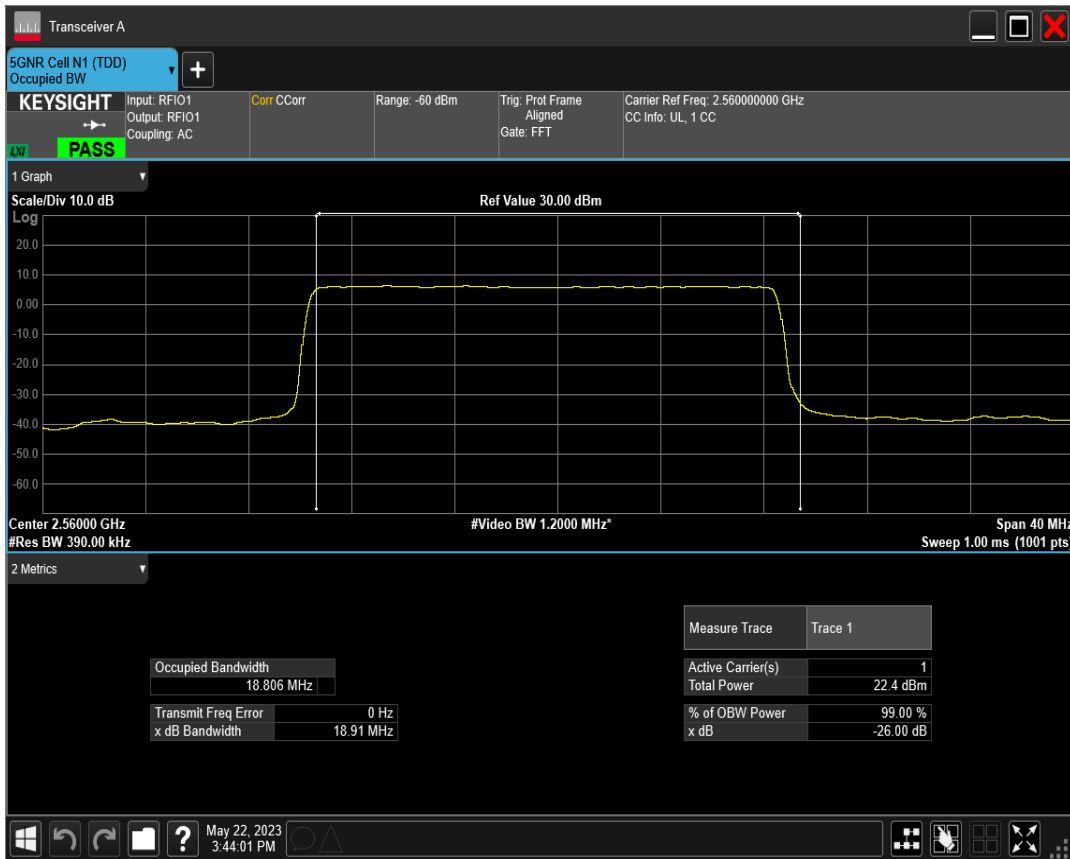 Transceiver A
5GNR Cell N1 (TDD)
Occupied BW
+
KEYSIGHT
LXI
PASS
Input: RFIO1
Output: RFIO1
Coupling: AC
Corr CCorr
Range: -60 dBm
Trig: Prot Frame
Aligned
Gate: FFT
Carrier Ref Freq: 2.560000000 GHz
CC Info: UL, 1 CC
1 Graph
Scale/Div 10.0 dB
Ref Value 30.00 dBm
Log
20.0
10.0
0.00
-10.0
-20.0
-30.0
-40.0
-50.0
-60.0
Center 2.56000 GHz
#Video BW 1.2000 MHz*
Span 40 MHz
#Res BW 390.00 kHz
Sweep 1.00 ms (1001 pts)
2 Metrics
Measure Trace Trace 1
Occupied Bandwidth
18.806 MHz
Active Carrier(s) 1
Total Power 22.4 dBm
Transmit Freq Error 0 Hz
x dB Bandwidth 18.91 MHz
% of OBW Power 99.00 %
x dB -26.00 dB
?
May 22, 2023
3:44:01 PM